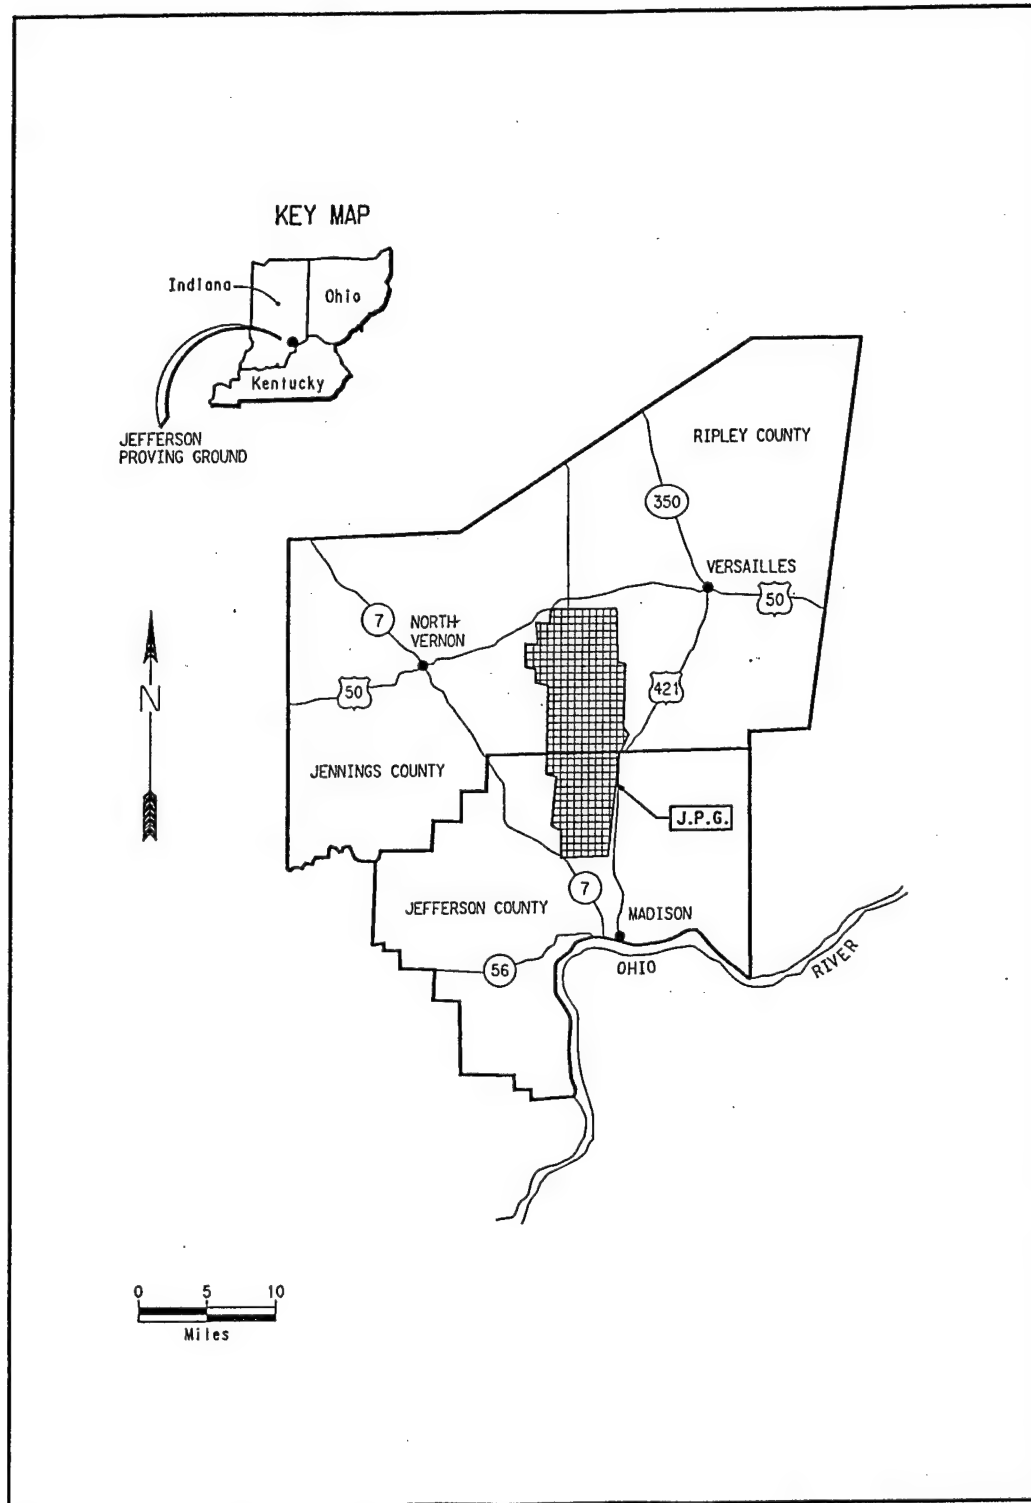 KEY MAP
Indiana
Ohio
Kentucky
JEFFERSON
PROVING GROUND
RIPLEY COUNTY
350
VERSAILLES
50
7
NORTH
VERNON
N
50
421
JENNINGS COUNTY
J.P.G.
7
JEFFERSON COUNTY
MADISON
56
OHIO
RIVER
0 5 10
Miles